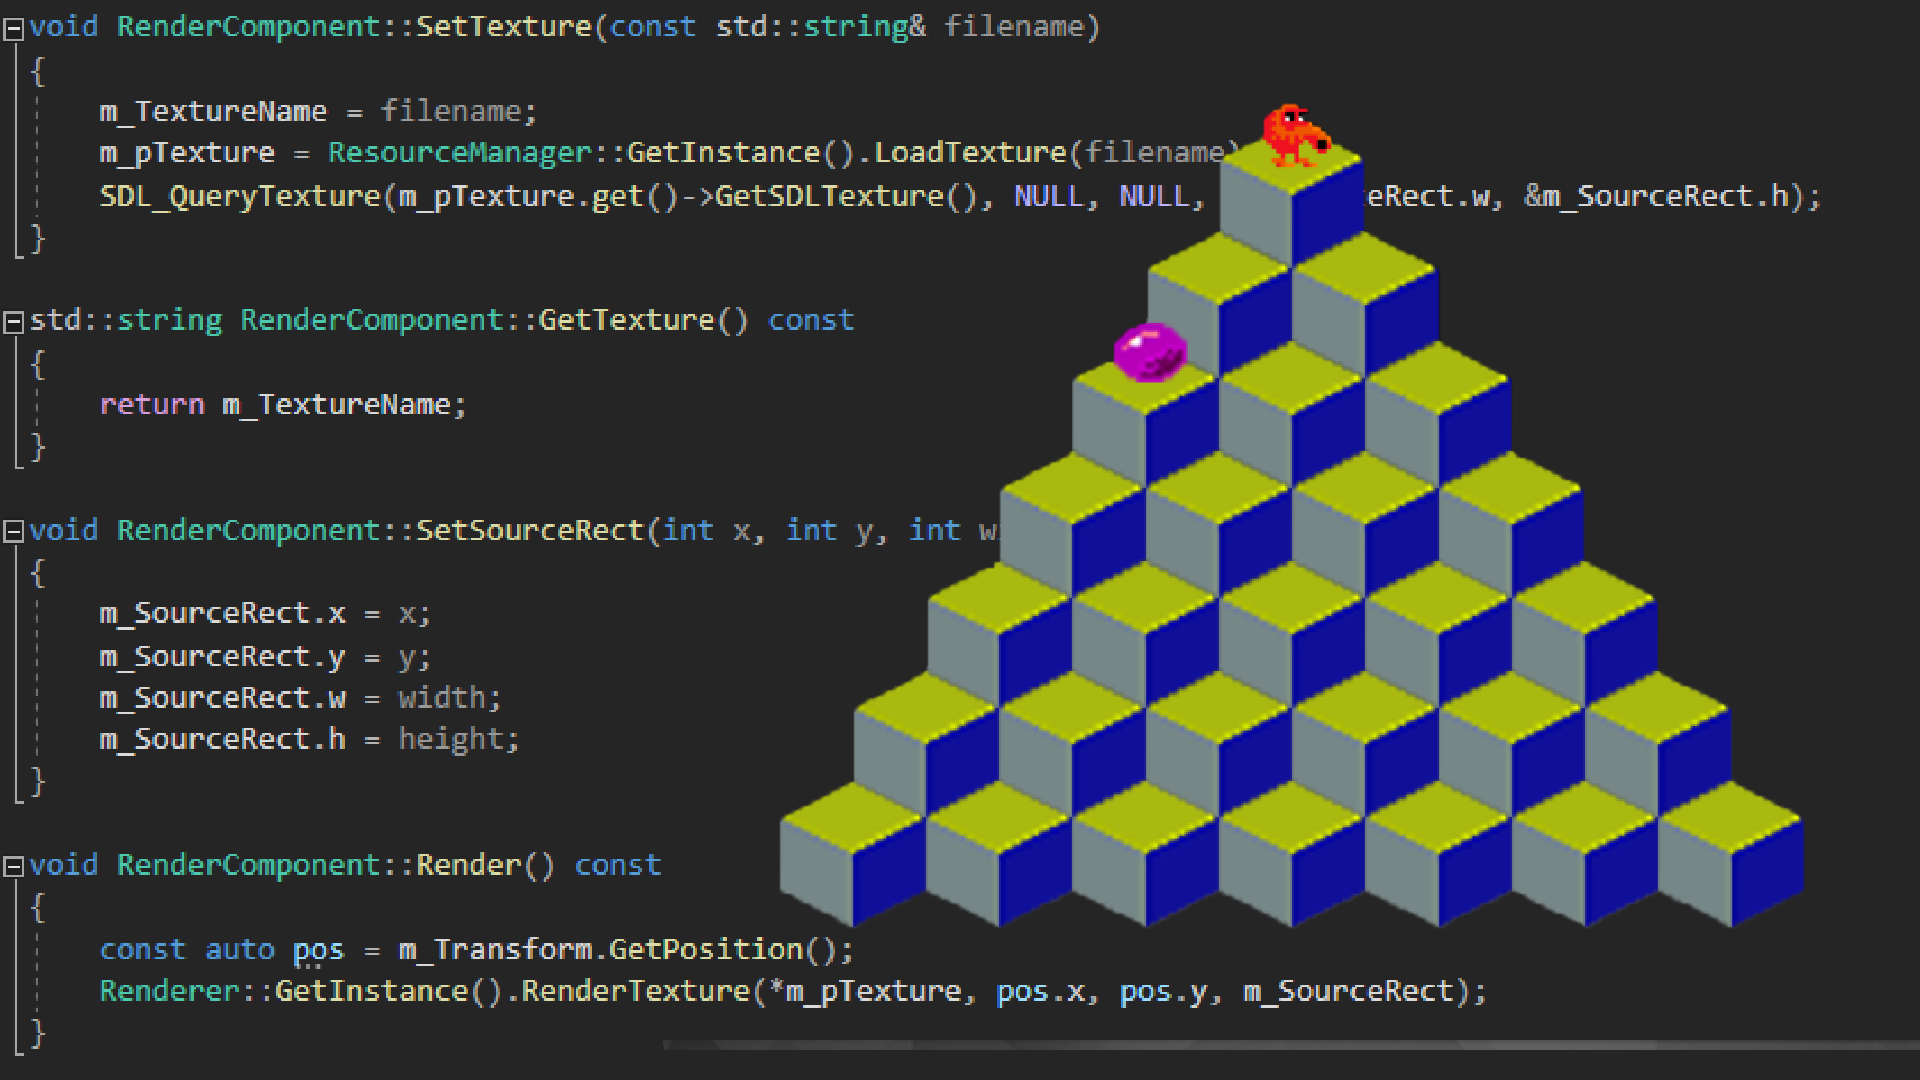 void RenderComponent::SetTexture(const std::string& filename)
{
m_TextureName = filename;
m_pTexture = ResourceManager::GetInstance().LoadTexture(filename)
SDL_QueryTexture(m_pTexture.get()->GetSDLTexture(), NULL, NULL, eRect.w, &m_SourceRect.h);
}
std::string RenderComponent::GetTexture() const
{
return m_TextureName;
}
void RenderComponent::SetSourceRect(int x, int y, int w
{
m_SourceRect.x = x;
m_SourceRect.y = y;
m_SourceRect.w = width;
m_SourceRect.h = height;
}
void RenderComponent::Render() const
{
const auto pos = m_Transform.GetPosition();
Renderer::GetInstance().RenderTexture(*m_pTexture, pos.x, pos.y, m_SourceRect);
}